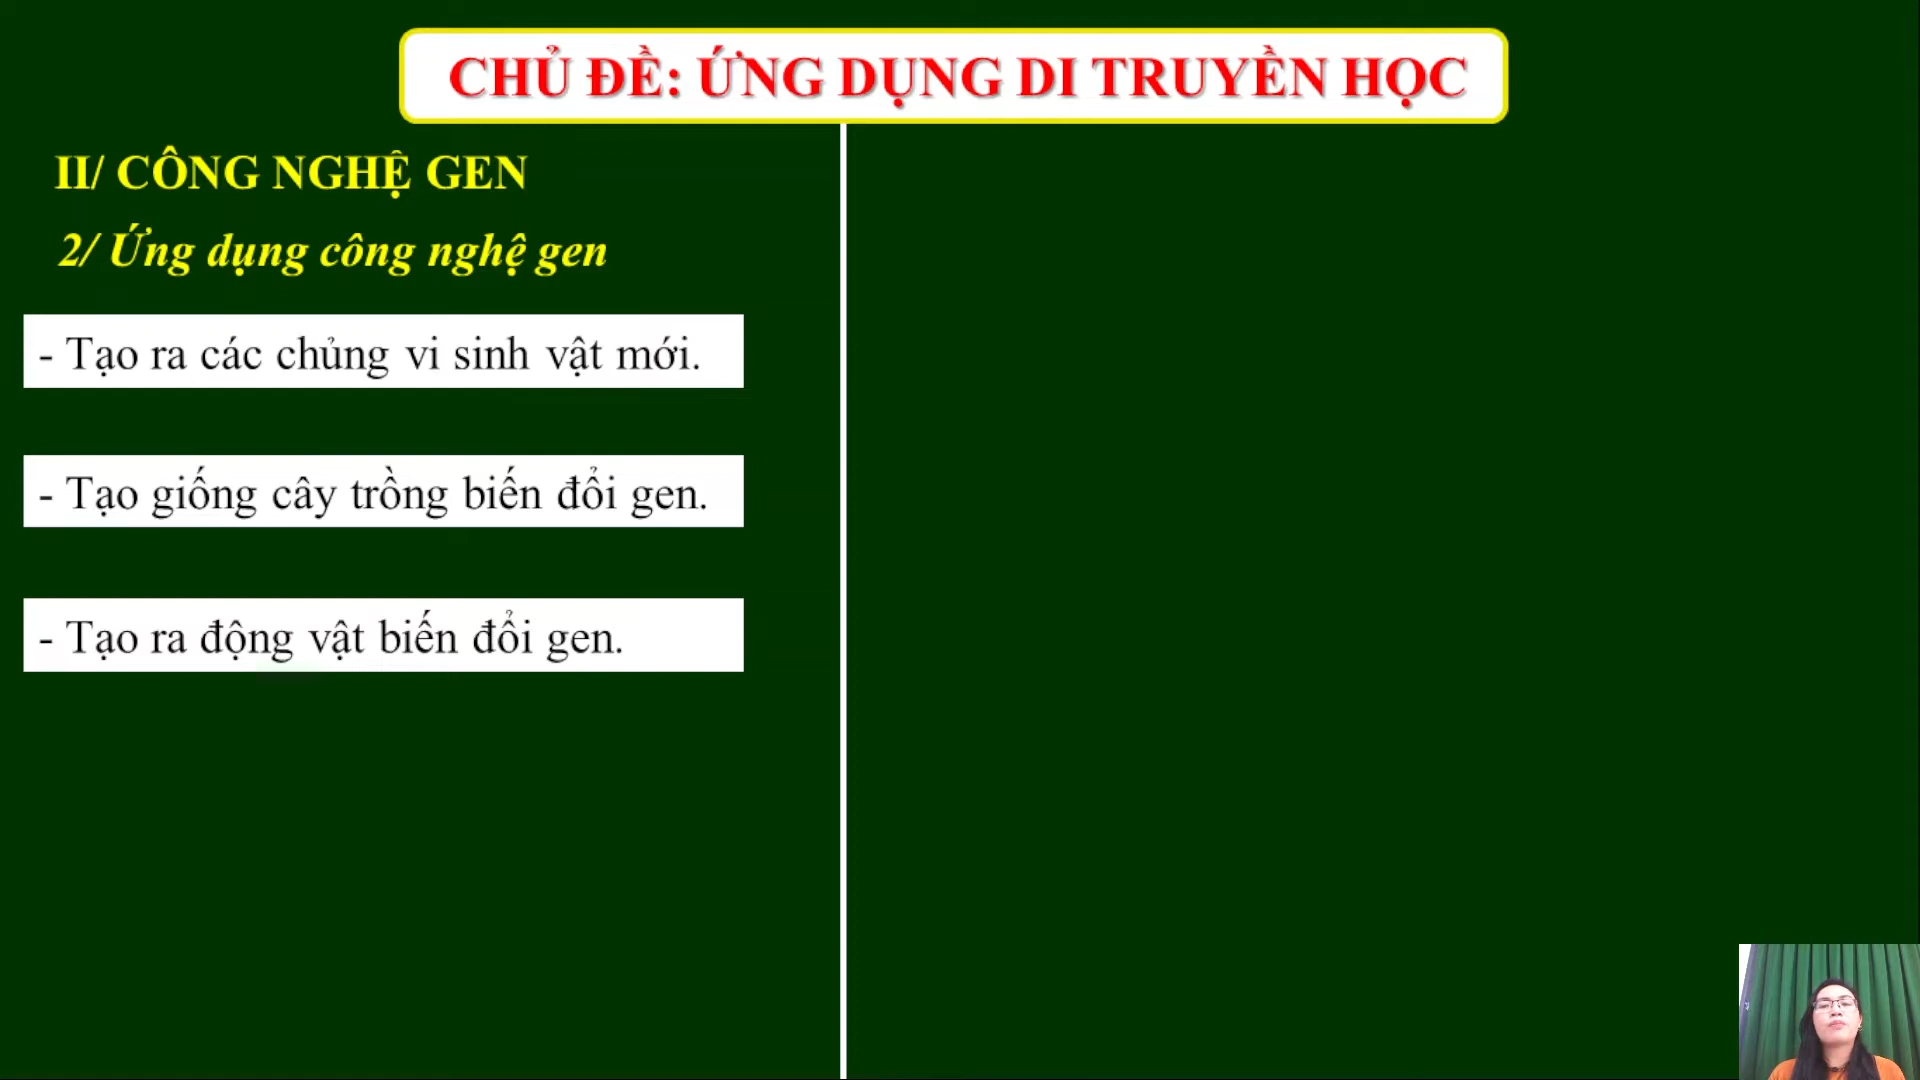 CHỦ ĐỀ: ỨNG DỤNG DI TRUYỀN HỌC
II/ CÔNG NGHỆ GEN
2/ Ứng dụng công nghệ gen
- Tạo ra các chủng vi sinh vật mới.
- Tạo giống cây trồng biến đổi gen.
- Tạo ra động vật biến đổi gen.